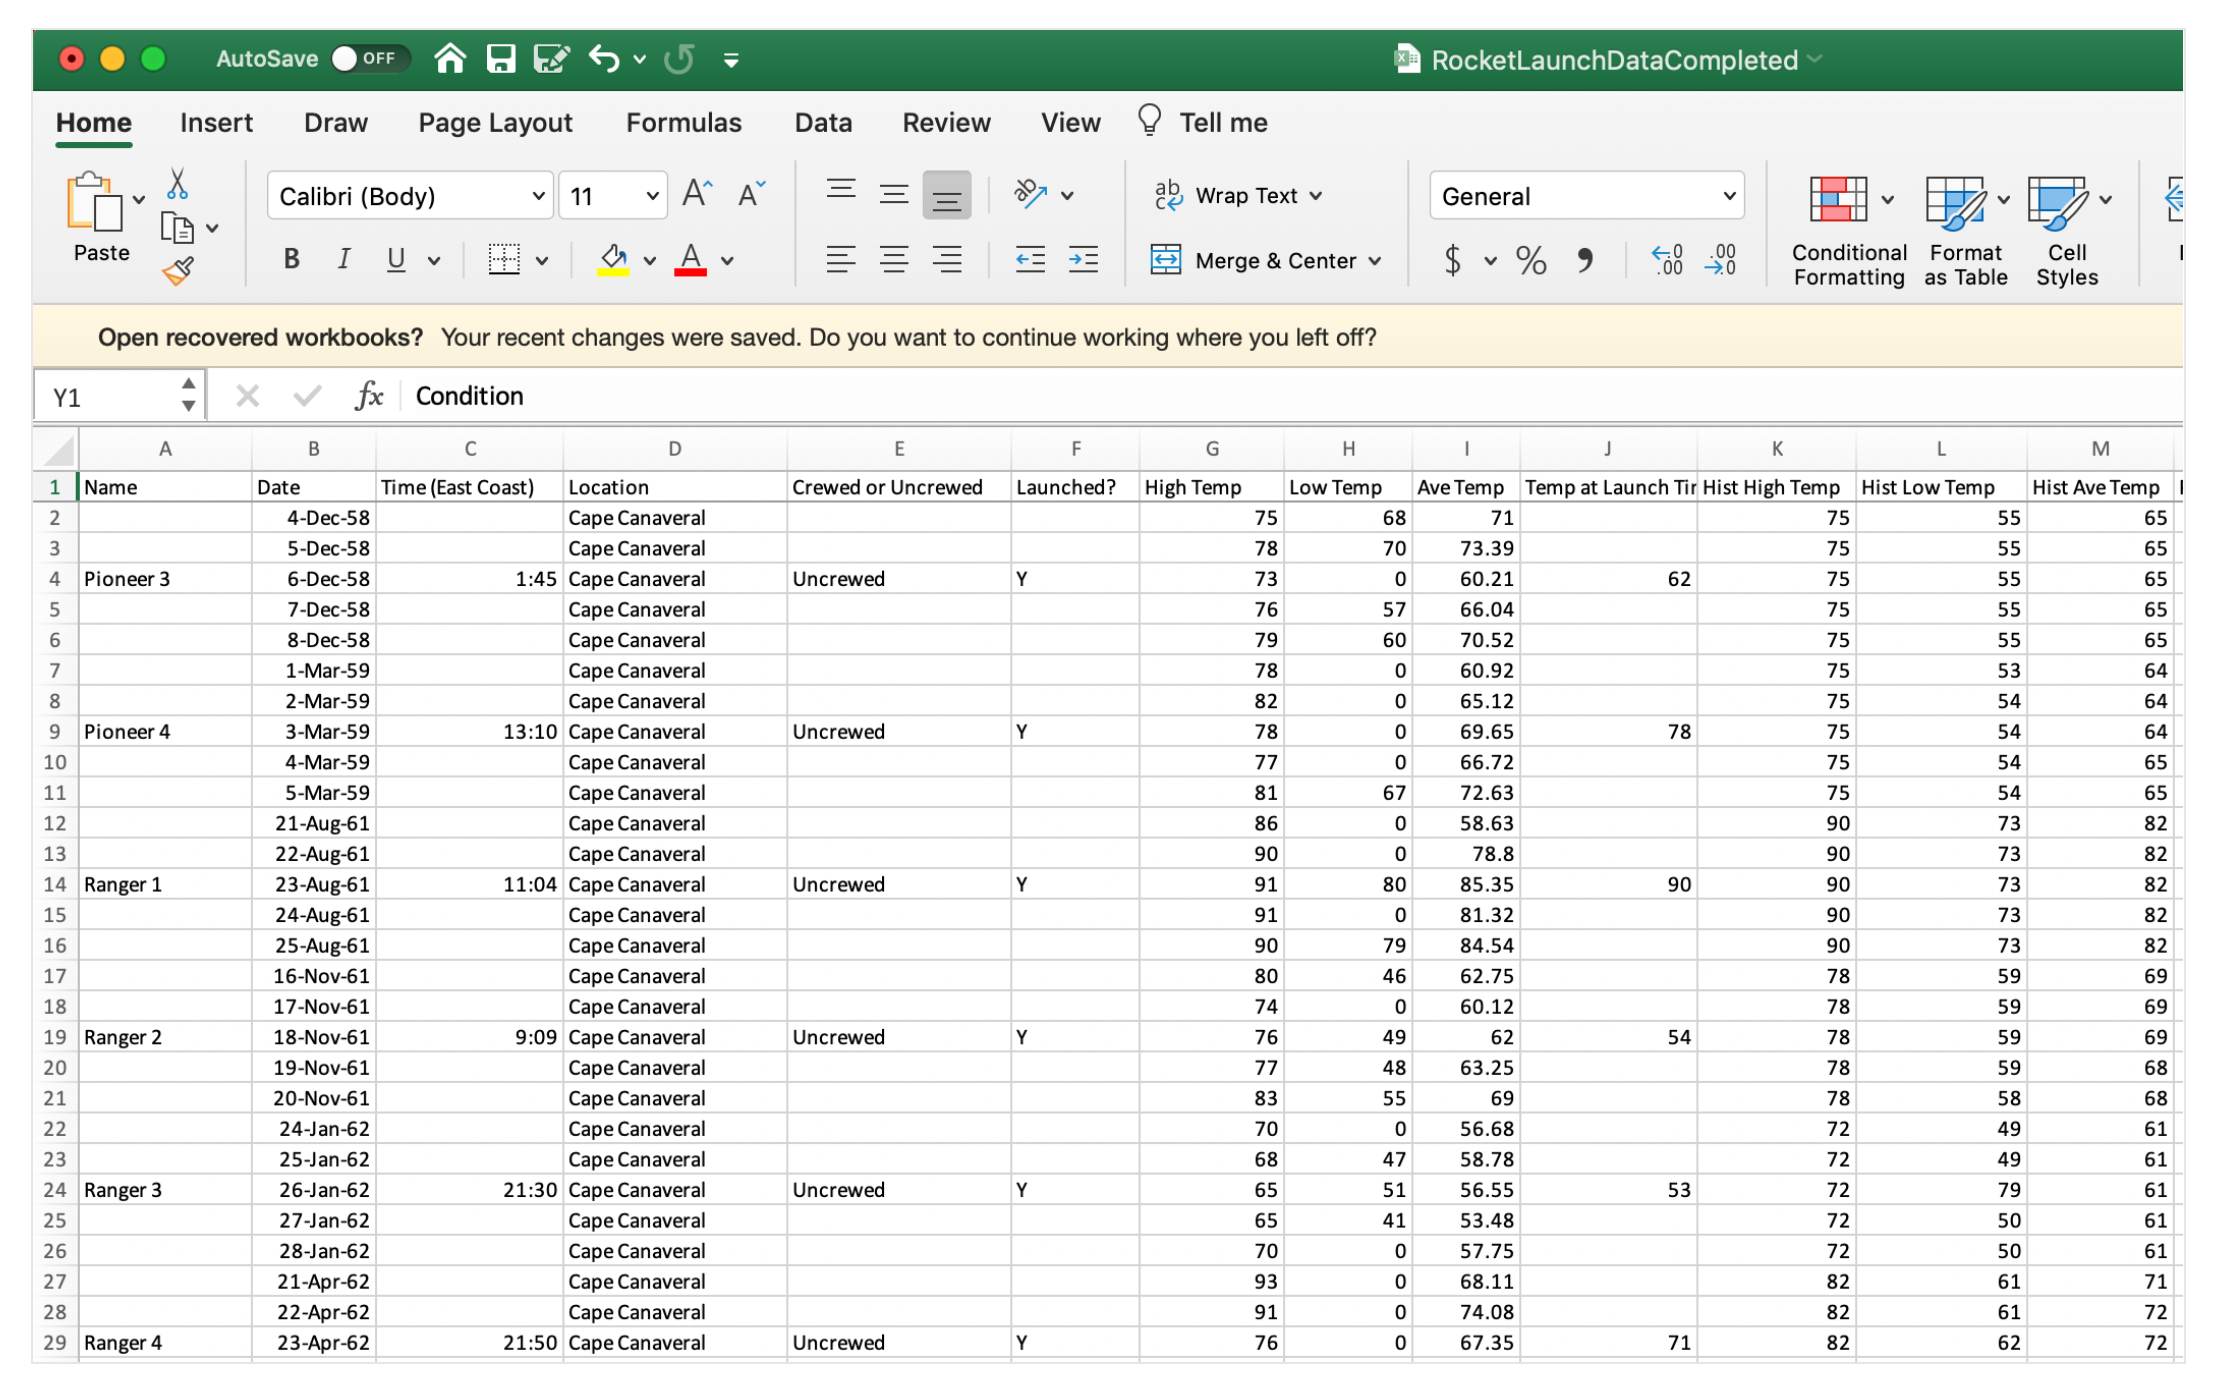 AutoSave OFF RocketLaunchDataCompleted
Home Insert Draw Page Layout Formulas Data Review View Tell me
Paste Calibri (Body) 11 A A ab c Wrap Text General Conditional Formatting Format as Table Cell Styles
B I U A Merge & Center $ % , .0 .00 .00 .0
Open recovered workbooks? Your recent changes were saved. Do you want to continue working where you left off?
Y1 fx Condition
A B C D E F G H I J K L M
1 Name Date Time (East Coast) Location Crewed or Uncrewed Launched? High Temp Low Temp Ave Temp Temp at Launch Tir Hist High Temp Hist Low Temp Hist Ave Temp
2 4-Dec-58 Cape Canaveral 75 68 71 75 55 65
3 5-Dec-58 Cape Canaveral 78 70 73.39 75 55 65
4 Pioneer 3 6-Dec-58 1:45 Cape Canaveral Uncrewed Y 73 0 60.21 62 75 55 65
5 7-Dec-58 Cape Canaveral 76 57 66.04 75 55 65
6 8-Dec-58 Cape Canaveral 79 60 70.52 75 55 65
7 1-Mar-59 Cape Canaveral 78 0 60.92 75 53 64
8 2-Mar-59 Cape Canaveral 82 0 65.12 75 54 64
9 Pioneer 4 3-Mar-59 13:10 Cape Canaveral Uncrewed Y 78 0 69.65 78 75 54 64
10 4-Mar-59 Cape Canaveral 77 0 66.72 75 54 65
11 5-Mar-59 Cape Canaveral 81 67 72.63 75 54 65
12 21-Aug-61 Cape Canaveral 86 0 58.63 90 73 82
13 22-Aug-61 Cape Canaveral 90 0 78.8 90 73 82
14 Ranger 1 23-Aug-61 11:04 Cape Canaveral Uncrewed Y 91 80 85.35 90 90 73 82
15 24-Aug-61 Cape Canaveral 91 0 81.32 90 73 82
16 25-Aug-61 Cape Canaveral 90 79 84.54 90 73 82
17 16-Nov-61 Cape Canaveral 80 46 62.75 78 59 69
18 17-Nov-61 Cape Canaveral 74 0 60.12 78 59 69
19 Ranger 2 18-Nov-61 9:09 Cape Canaveral Uncrewed Y 76 49 62 54 78 59 69
20 19-Nov-61 Cape Canaveral 77 48 63.25 78 59 68
21 20-Nov-61 Cape Canaveral 83 55 69 78 58 68
22 24-Jan-62 Cape Canaveral 70 0 56.68 72 49 61
23 25-Jan-62 Cape Canaveral 68 47 58.78 72 49 61
24 Ranger 3 26-Jan-62 21:30 Cape Canaveral Uncrewed Y 65 51 56.55 53 72 79 61
25 27-Jan-62 Cape Canaveral 65 41 53.48 72 50 61
26 28-Jan-62 Cape Canaveral 70 0 57.75 72 50 61
27 21-Apr-62 Cape Canaveral 93 0 68.11 82 61 71
28 22-Apr-62 Cape Canaveral 91 0 74.08 82 61 72
29 Ranger 4 23-Apr-62 21:50 Cape Canaveral Uncrewed Y 76 0 67.35 71 82 62 72